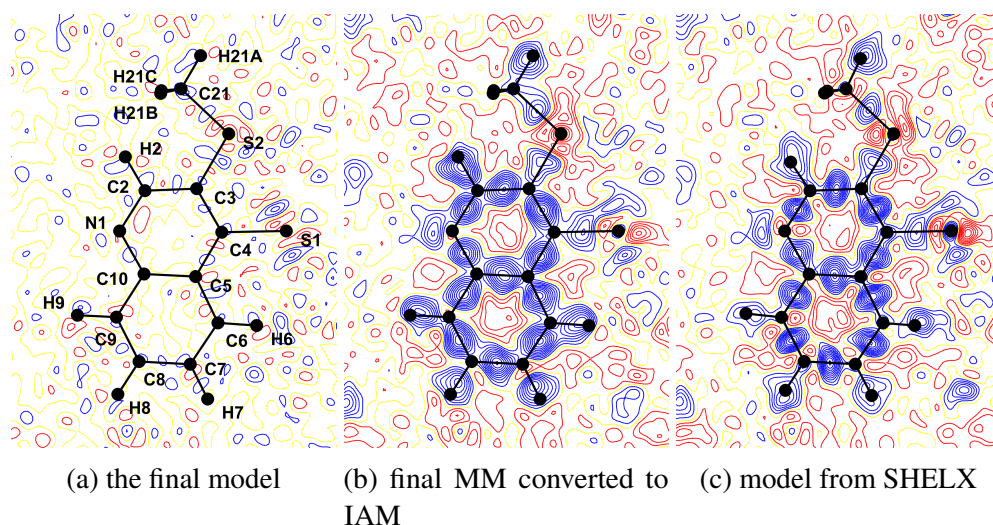 H21A
H21C
C21
H21B
S2
H2
C2
C3
N1
C4
S1
C10
C5
H9
C9
C6
H6
C8
C7
H8
H7
(a) the final model
(b) final MM converted to
IAM
(c) model from SHELX